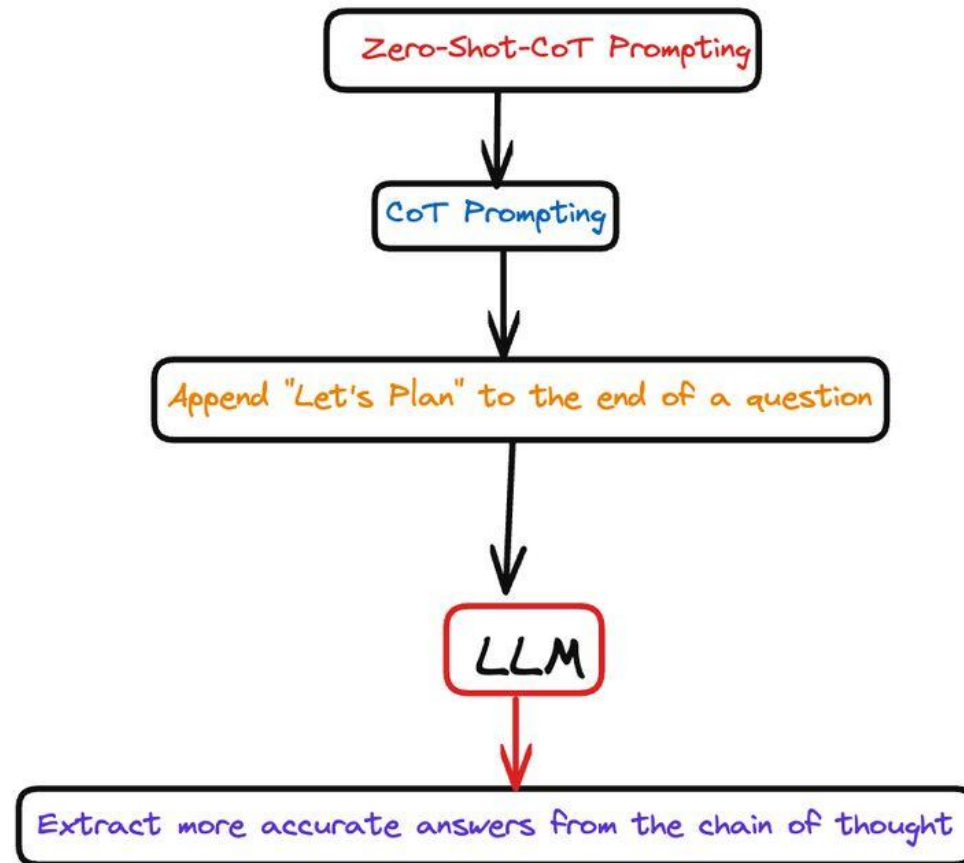 Zero-Shot-CoT Prompting
CoT Prompting
Append "Let's Plan" to the end of a question
LLM
Extract more accurate answers from the chain of thought